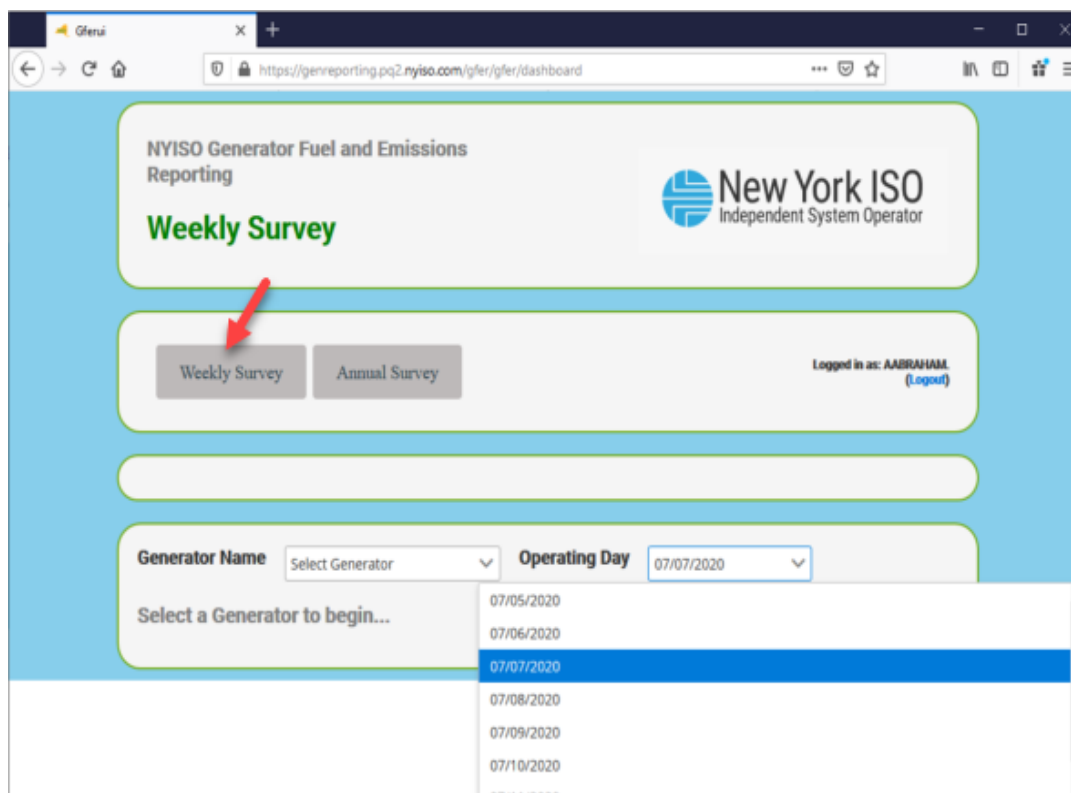 Gferui
https://genreporting.pq2.nyiso.com/gfer/gfer/dashboard
NYISO Generator Fuel and Emissions
Reporting
Weekly Survey
New York ISO
Independent System Operator
Weekly Survey
Annual Survey
Logged in as: AABRAHAM.
(Logout)
Generator Name
Select Generator
Operating Day
07/07/2020
Select a Generator to begin...
07/05/2020
07/06/2020
07/07/2020
07/08/2020
07/09/2020
07/10/2020